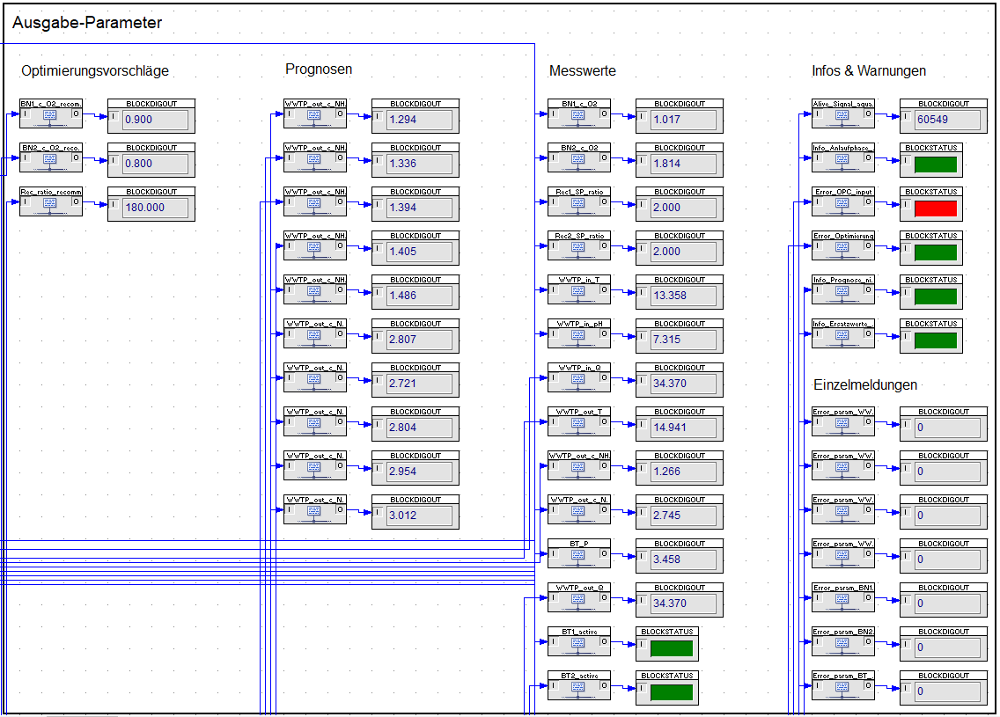 Ausgabe-Parameter
Optimierungsvorschläge
BN1_c_O2_recom.
I O
BLOCKDIGOUT
I 0.900
BN2_c_O2_reco.
I O
BLOCKDIGOUT
I 0.800
Rec_ratio_recomm
I O
BLOCKDIGOUT
I 180.000
Prognosen
WWTP_out_c_NH.
I O
BLOCKDIGOUT
I 1.294
WWTP_out_c_NH.
I O
BLOCKDIGOUT
I 1.336
WWTP_out_c_NH.
I O
BLOCKDIGOUT
I 1.394
WWTP_out_c_NH.
I O
BLOCKDIGOUT
I 1.405
WWTP_out_c_NH.
I O
BLOCKDIGOUT
I 1.486
WWTP_out_c_N.
I O
BLOCKDIGOUT
I 2.807
WWTP_out_c_N.
I O
BLOCKDIGOUT
I 2.721
WWTP_out_c_N.
I O
BLOCKDIGOUT
I 2.804
WWTP_out_c_N.
I O
BLOCKDIGOUT
I 2.954
WWTP_out_c_N.
I O
BLOCKDIGOUT
I 3.012
Messwerte
BN1_c_O2
I O
BLOCKDIGOUT
I 1.017
BN2_c_O2
I O
BLOCKDIGOUT
I 1.814
Rec1_SP_ratio
I O
BLOCKDIGOUT
I 2.000
Rec2_SP_ratio
I O
BLOCKDIGOUT
I 2.000
WWTP_in_T
I O
BLOCKDIGOUT
I 13.358
WWTP_in_pH
I O
BLOCKDIGOUT
I 7.315
WWTP_in_Q
I O
BLOCKDIGOUT
I 34.370
WWTP_out_T
I O
BLOCKDIGOUT
I 14.941
WWTP_out_c_NH.
I O
BLOCKDIGOUT
I 1.266
WWTP_out_c_N.
I O
BLOCKDIGOUT
I 2.745
BT_P
I O
BLOCKDIGOUT
I 3.458
WWTP_out_Q
I O
BLOCKDIGOUT
I 34.370
BT1_active
I O
BLOCKSTATUS
I
BT2_active
I O
BLOCKSTATUS
I
Infos & Warnungen
Alive_Signal_aqua.
I O
BLOCKDIGOUT
I 60549
Info_Anlaufphase_.
I O
BLOCKSTATUS
I
Error_OPC_input
I O
BLOCKSTATUS
I
Error_Optimierung
I O
BLOCKSTATUS
I
Info_Prognose_ni.
I O
BLOCKSTATUS
I
Info_Ersatzwerte_.
I O
BLOCKSTATUS
I
Einzelmeldungen
Error_param_WW.
I O
BLOCKDIGOUT
I 0
Error_param_WW.
I O
BLOCKDIGOUT
I 0
Error_param_WW.
I O
BLOCKDIGOUT
I 0
Error_param_WW.
I O
BLOCKDIGOUT
I 0
Error_param_BN1.
I O
BLOCKDIGOUT
I 0
Error_param_BN2.
I O
BLOCKDIGOUT
I 0
Error_param_BT_.
I O
BLOCKDIGOUT
I 0